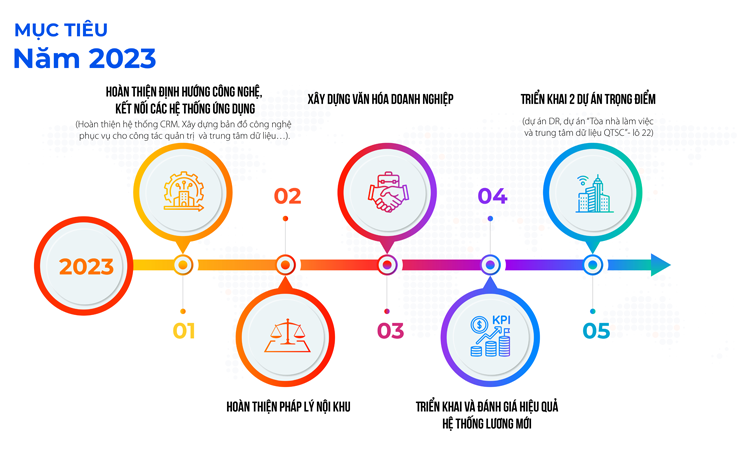 MỤC TIÊU
Năm 2023
HOÀN THIỆN ĐỊNH HƯỚNG CÔNG NGHỆ,
KẾT NỐI CÁC HỆ THỐNG ỨNG DỤNG
(Hoàn thiện hệ thống CRM. Xây dựng bản đồ công nghệ
phục vụ cho công tác quản trị và trung tâm dữ liệu...).
XÂY DỰNG VĂN HÓA DOANH NGHIỆP
TRIỂN KHAI 2 DỰ ÁN TRỌNG ĐIỂM
(dự án DR, dự án "Tòa nhà làm việc
và trung tâm dữ liệu QTSC"- lô 22)
02
04
2023
01
03
05
KPI
$
HOÀN THIỆN PHÁP LÝ NỘI KHU
TRIỂN KHAI VÀ ĐÁNH GIÁ HIỆU QUẢ
HỆ THỐNG LƯƠNG MỚI